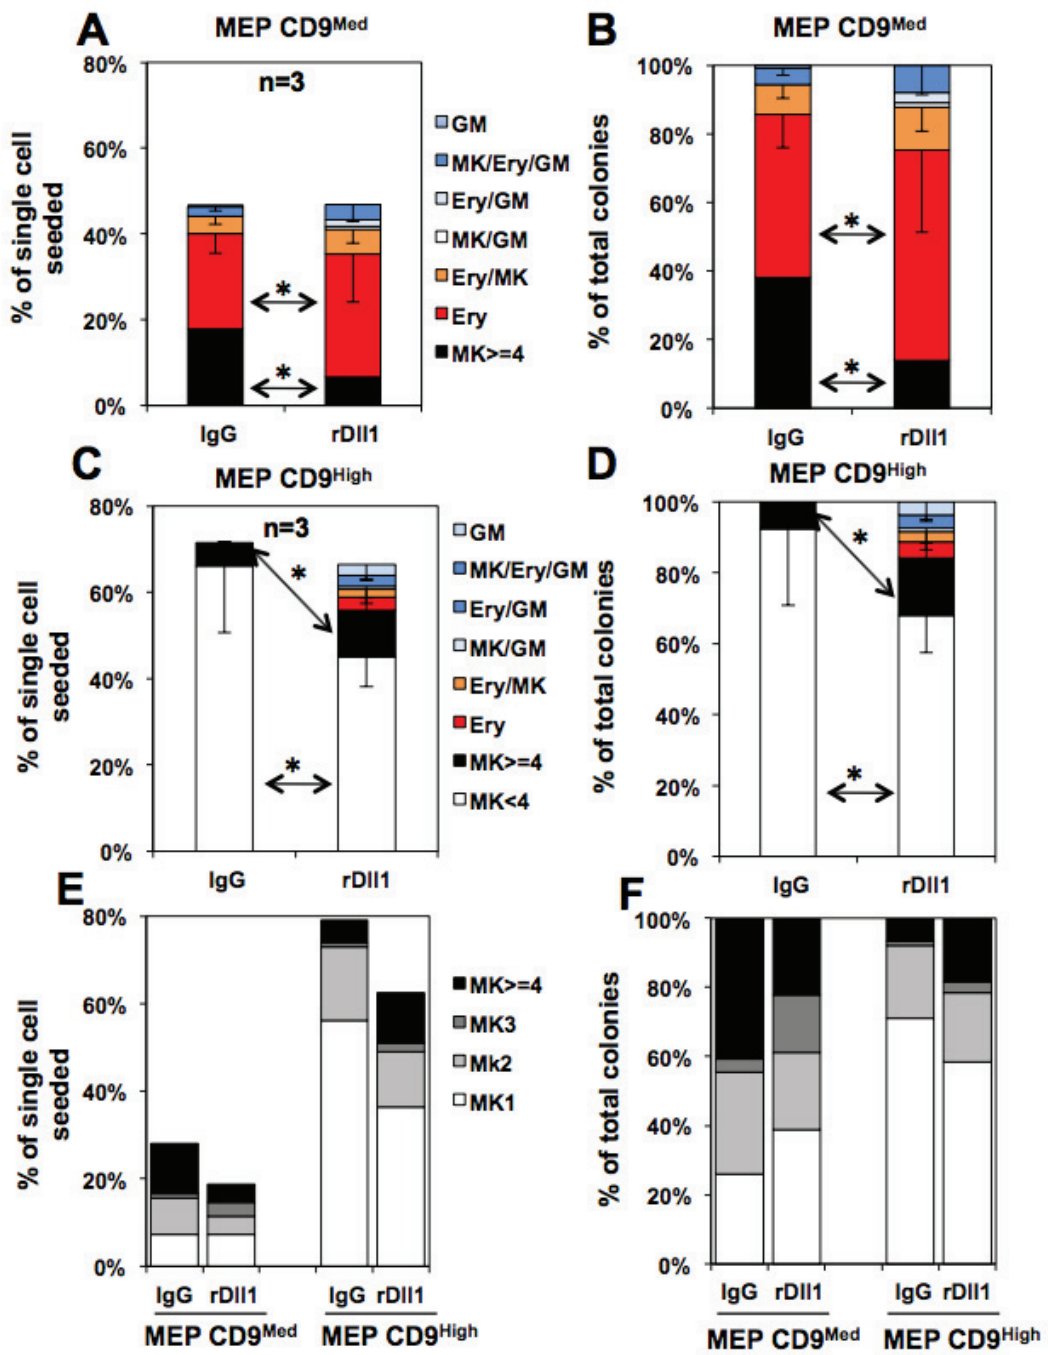 A
MEP CD9Med
80%
60%
40%
20%
0%
% of single cell
seeded
n=3
*
*
IgG
rDll1
GM
MK/Ery/GM
Ery/GM
MK/GM
Ery/MK
Ery
MK>=4
B
MEP CD9Med
100%
80%
60%
40%
20%
0%
% of total colonies
*
*
IgG
rDll1
C
MEP CD9High
80%
60%
40%
20%
0%
% of single cell
seeded
n=3
*
*
IgG
rDll1
GM
MK/Ery/GM
Ery/GM
MK/GM
Ery/MK
Ery
MK>=4
MK<4
D
MEP CD9High
100%
80%
60%
40%
20%
0%
% of total colonies
*
*
IgG
rDll1
E
80%
60%
40%
20%
0%
% of single cell
seeded
IgG rDll1
IgG rDll1
MEP CD9Med
MEP CD9High
MK>=4
MK3
Mk2
MK1
F
100%
80%
60%
40%
20%
0%
% of total colonies
IgG rDll1
IgG rDll1
MEP CD9Med
MEP CD9High